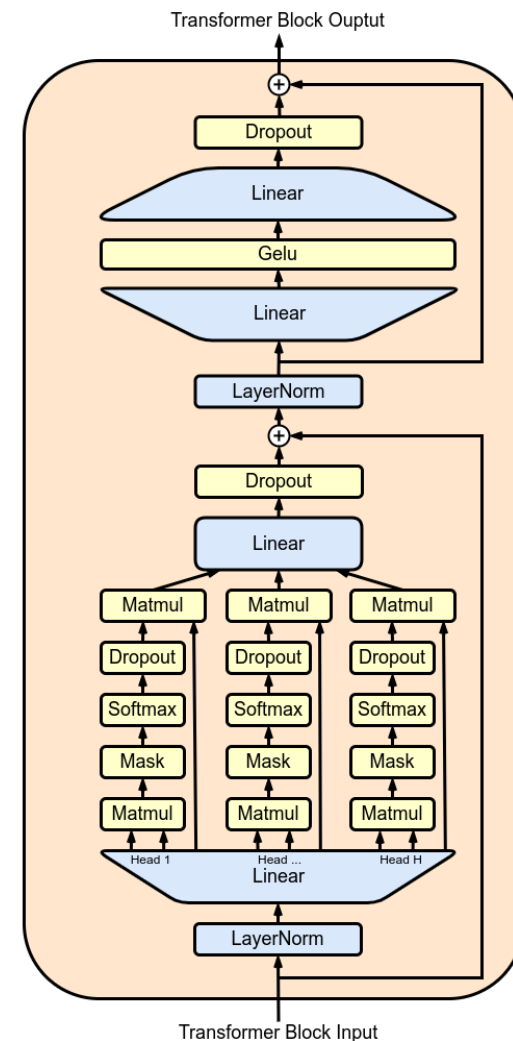 Transformer Block Ouptut
Dropout
Linear
Gelu
Linear
LayerNorm
Dropout
Linear
Matmul Matmul Matmul
Dropout Dropout Dropout
Softmax Softmax Softmax
Mask Mask Mask
Matmul Matmul Matmul
Head 1 Head ... Head H
Linear
LayerNorm
Transformer Block Input